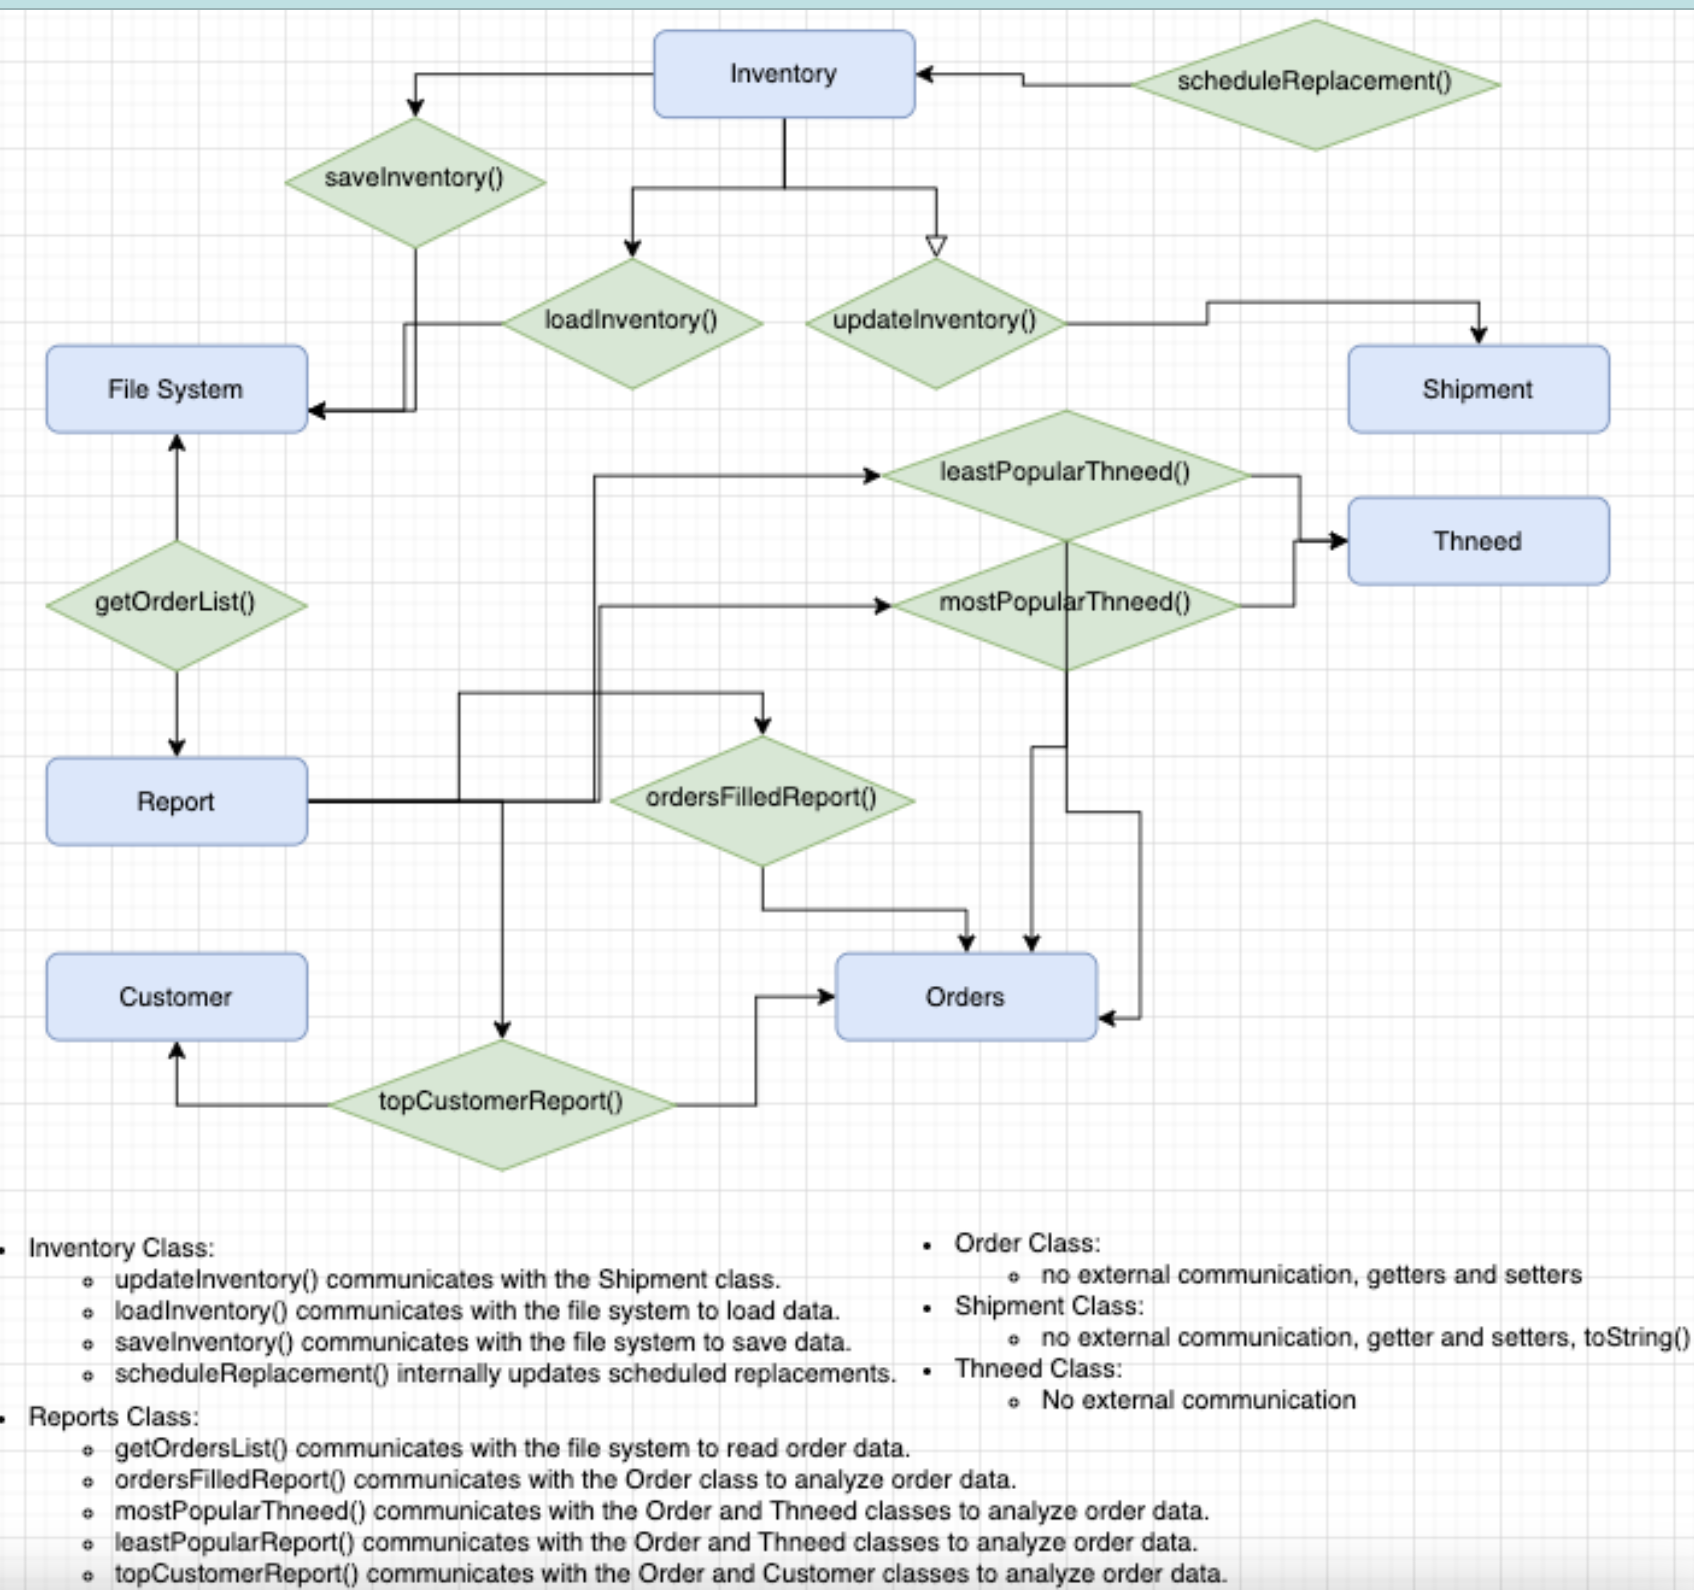 Inventory
scheduleReplacement()
saveInventory()
loadInventory()
updateInventory()
File System
Shipment
leastPopularThneed()
Thneed
getOrderList()
mostPopularThneed()
Report
ordersFilledReport()
Customer
Orders
topCustomerReport()
• Inventory Class:
∘ updateInventory() communicates with the Shipment class.
∘ loadInventory() communicates with the file system to load data.
∘ saveInventory() communicates with the file system to save data.
∘ scheduleReplacement() internally updates scheduled replacements.
• Reports Class:
∘ getOrdersList() communicates with the file system to read order data.
∘ ordersFilledReport() communicates with the Order class to analyze order data.
∘ mostPopularThneed() communicates with the Order and Thneed classes to analyze order data.
∘ leastPopularReport() communicates with the Order and Thneed classes to analyze order data.
∘ topCustomerReport() communicates with the Order and Customer classes to analyze order data.
• Order Class:
∘ no external communication, getters and setters
• Shipment Class:
∘ no external communication, getter and setters, toString()
• Thneed Class:
∘ No external communication